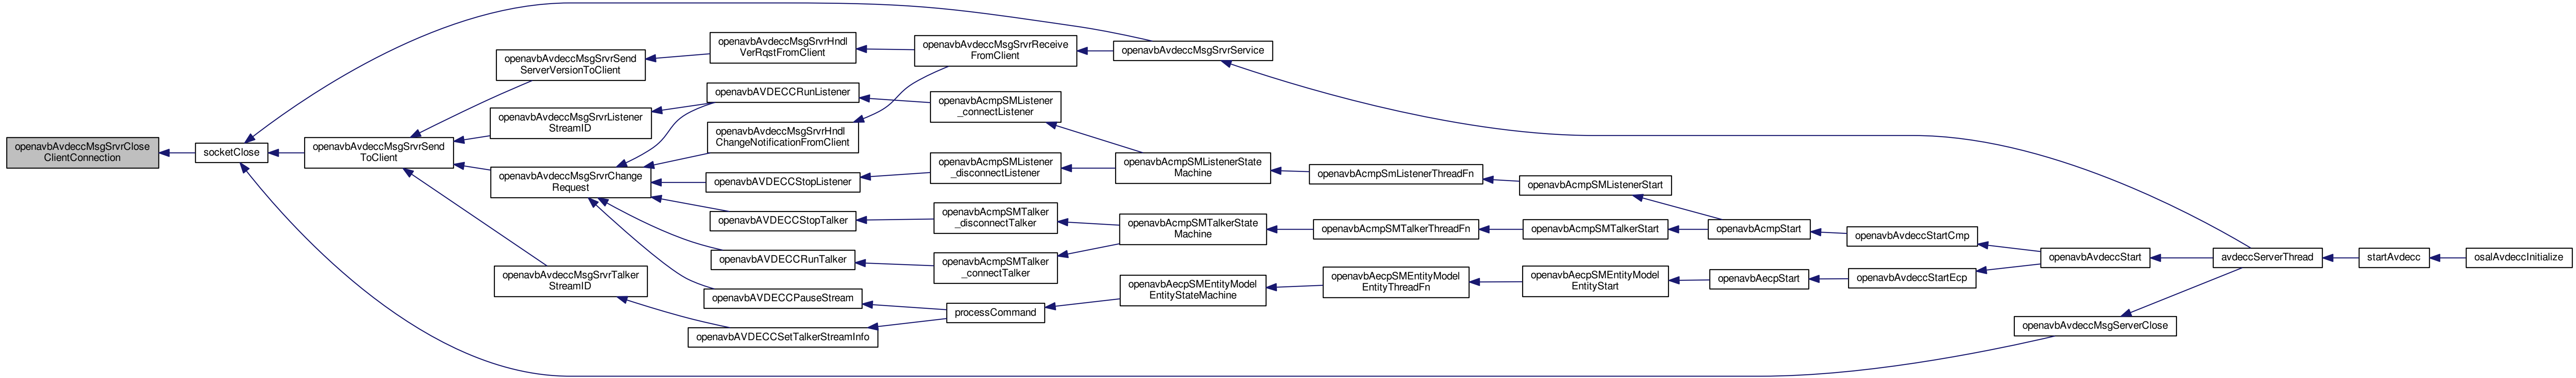 openavbAvdeccMsgSrvrClose
ClientConnection
socketClose
openavbAvdeccMsgSrvrSend
ToClient
openavbAvdeccMsgSrvrSend
ServerVersionToClient
openavbAvdeccMsgSrvrListener
StreamID
openavbAvdeccMsgSrvrChange
Request
openavbAvdeccMsgSrvrTalker
StreamID
openavbAvdeccMsgSrvrHndl
VerRqstFromClient
openavbAVDECCRunListener
openavbAvdeccMsgSrvrHndl
ChangeNotificationFromClient
openavbAVDECCStopListener
openavbAVDECCStopTalker
openavbAVDECCRunTalker
openavbAVDECCPauseStream
openavbAVDECCSetTalkerStreamInfo
openavbAvdeccMsgSrvrReceive
FromClient
openavbAcmpSMListener
_connectListener
openavbAcmpSMListener
_disconnectListener
openavbAcmpSMTalker
_disconnectTalker
openavbAcmpSMTalker
_connectTalker
processCommand
openavbAvdeccMsgSrvrService
openavbAcmpSMListenerState
Machine
openavbAcmpSMTalkerState
Machine
openavbAecpSMEntityModel
EntityStateMachine
openavbAcmpSmListenerThreadFn
openavbAcmpSMTalkerThreadFn
openavbAecpSMEntityModel
EntityThreadFn
openavbAcmpSMListenerStart
openavbAcmpSMTalkerStart
openavbAecpSMEntityModel
EntityStart
openavbAcmpStart
openavbAecpStart
openavbAvdeccStartCmp
openavbAvdeccStartEcp
openavbAvdeccStart
openavbAvdeccMsgServerClose
avdeccServerThread
startAvdecc
osalAvdeccInitialize